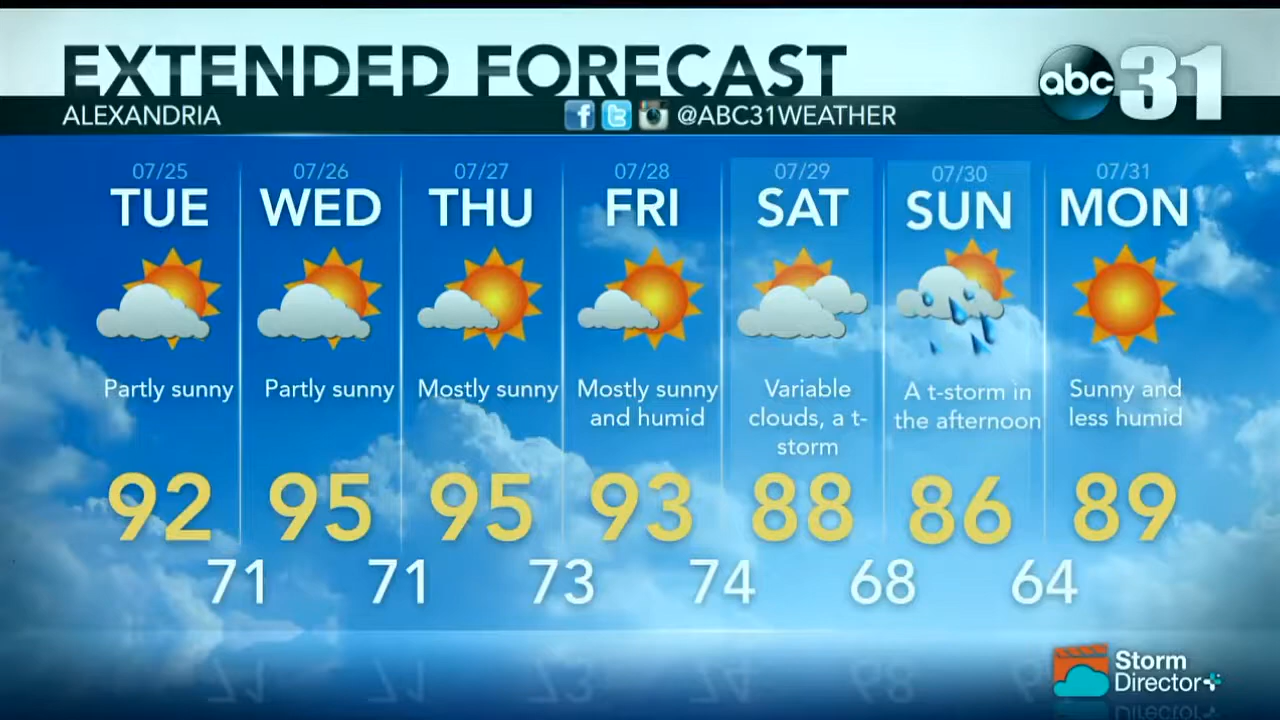 EXTENDED FORECAST
abc 31
ALEXANDRIA
@ABC31WEATHER
07/25 07/26 07/27 07/28 07/29 07/30 07/31
TUE WED THU FRI SAT SUN MON
Partly sunny
Partly sunny
Mostly sunny
Mostly sunny
and humid
Variable
clouds, a t-
storm
A t-storm in
the afternoon
Sunny and
less humid
92 95 95 93 88 86 89
71 71 73 74 68 64
Storm
Director+